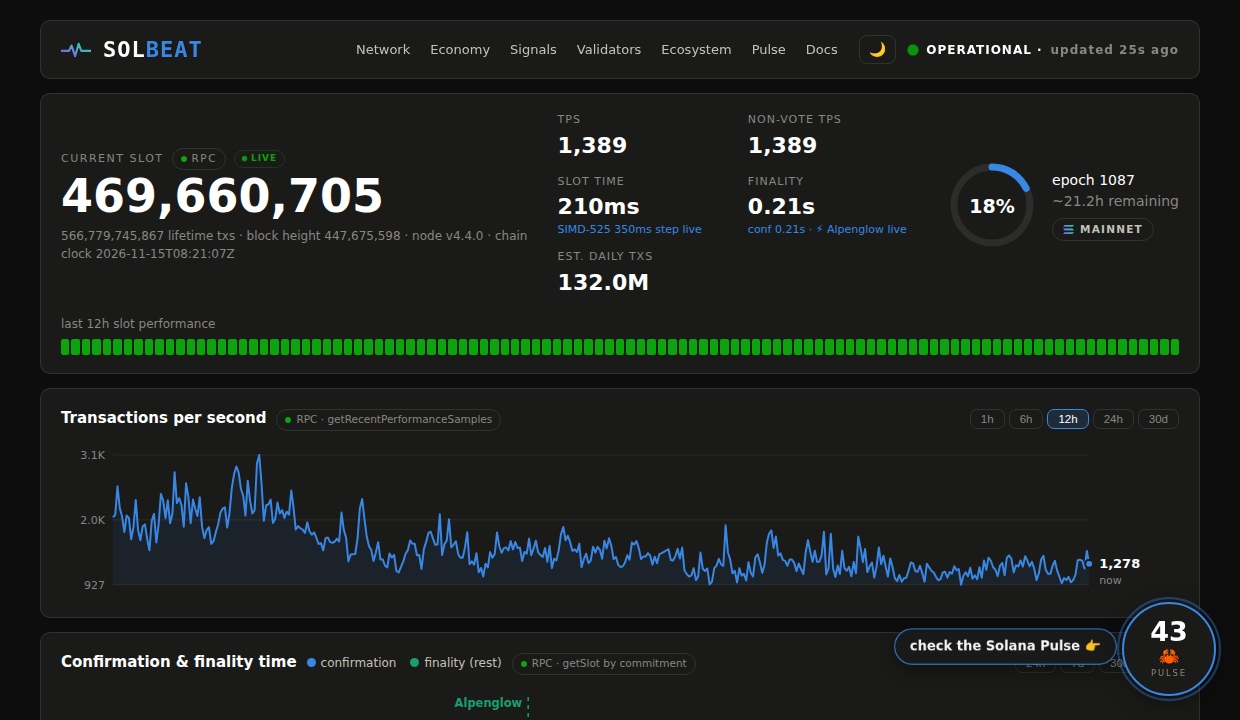 SOLBEAT
Network Economy Signals Validators Ecosystem Pulse Docs
OPERATIONAL · updated 25s ago
CURRENT SLOT RPC LIVE
469,660,705
566,779,745,867 lifetime txs · block height 447,675,598 · node v4.4.0 · chain
clock 2026-11-15T08:21:07Z
TPS
1,389
NON-VOTE TPS
1,389
SLOT TIME
210ms
SIMD-525 350ms step live
FINALITY
0.21s
conf 0.21s · ⚡ Alpenglow live
EST. DAILY TXS
132.0M
18%
epoch 1087
~21.2h remaining
MAINNET
last 12h slot performance
Transactions per second RPC · getRecentPerformanceSamples
1h 6h 12h 24h 30d
3.1K
2.0K
927
1,278
now
Confirmation & finality time confirmation finality (rest) RPC · getSlot by commitment
check the Solana Pulse 👉
43
PULSE
Alpenglow